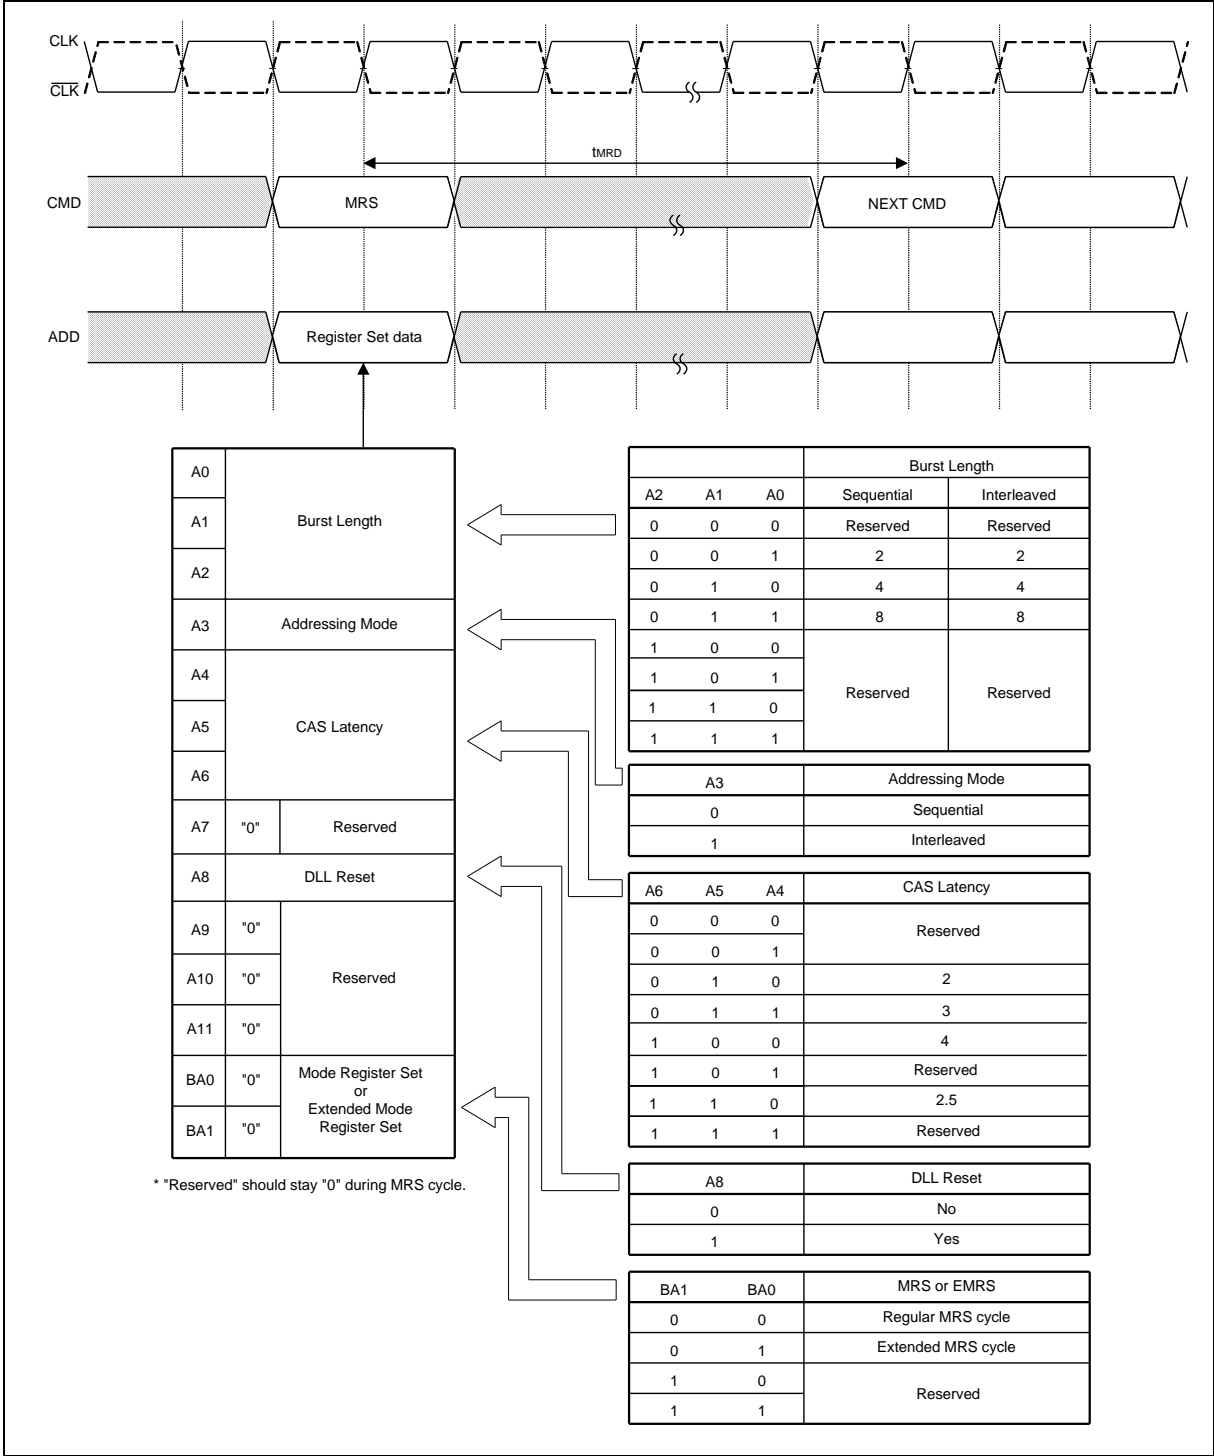 CLK
CLK
tMRD
CMD MRS NEXT CMD
ADD Register Set data
A0
A1 Burst Length
A2
A3 Addressing Mode
A4
A5 CAS Latency
A6
A7 "0" Reserved
A8 DLL Reset
A9 "0"
A10 "0" Reserved
A11 "0"
BA0 "0" Mode Register Set
or
Extended Mode
BA1 "0" Register Set
* "Reserved" should stay "0" during MRS cycle.
Burst Length
A2 A1 A0 Sequential Interleaved
0 0 0 Reserved Reserved
0 0 1 2 2
0 1 0 4 4
0 1 1 8 8
1 0 0
1 0 1
Reserved Reserved
1 1 0
1 1 1
A3 Addressing Mode
0 Sequential
1 Interleaved
A6 A5 A4 CAS Latency
0 0 0
Reserved
0 0 1
0 1 0 2
0 1 1 3
1 0 0 4
1 0 1 Reserved
1 1 0 2.5
1 1 1 Reserved
A8 DLL Reset
0 No
1 Yes
BA1 BA0 MRS or EMRS
0 0 Regular MRS cycle
0 1 Extended MRS cycle
1 0
Reserved
1 1